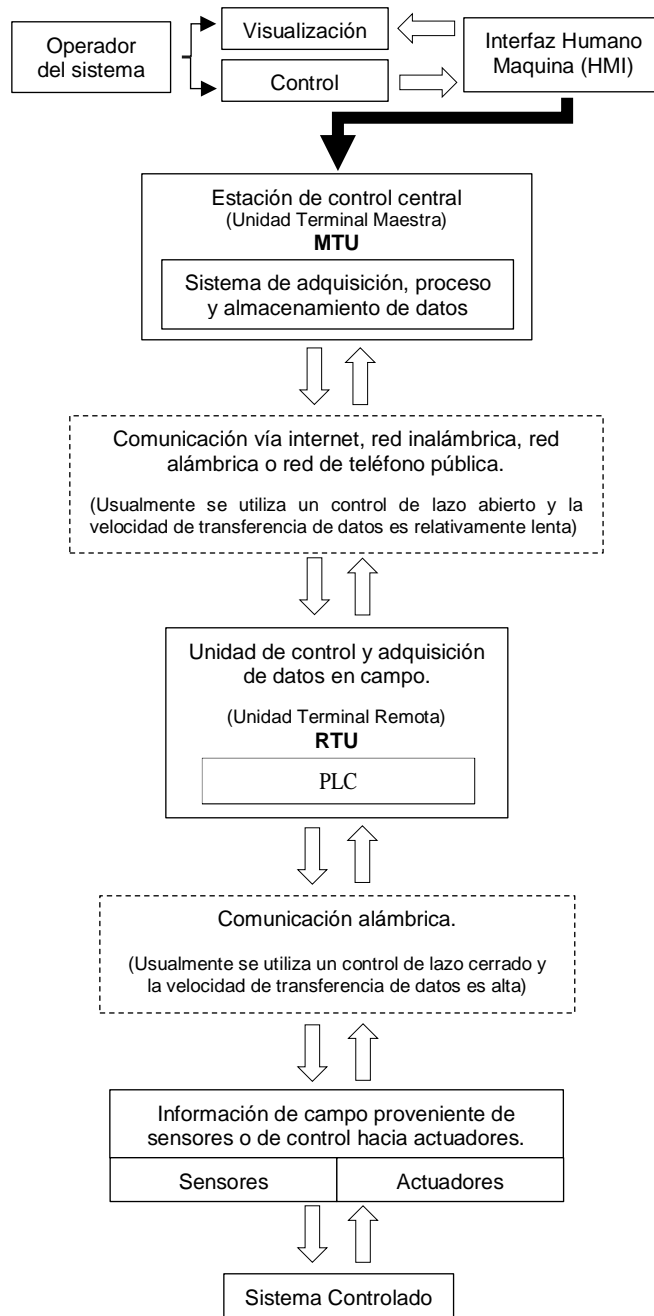 Operador
del sistema
Visualización
Control
Interfaz Humano
Maquina (HMI)
Estación de control central
(Unidad Terminal Maestra)
MTU
Sistema de adquisición, proceso
y almacenamiento de datos
Comunicación vía internet, red inalámbrica, red
alámbrica o red de teléfono pública.
(Usualmente se utiliza un control de lazo abierto y la
velocidad de transferencia de datos es relativamente lenta)
Unidad de control y adquisición
de datos en campo.
(Unidad Terminal Remota)
RTU
PLC
Comunicación alámbrica.
(Usualmente se utiliza un control de lazo cerrado y
la velocidad de transferencia de datos es alta)
Información de campo proveniente de
sensores o de control hacia actuadores.
Sensores
Actuadores
Sistema Controlado